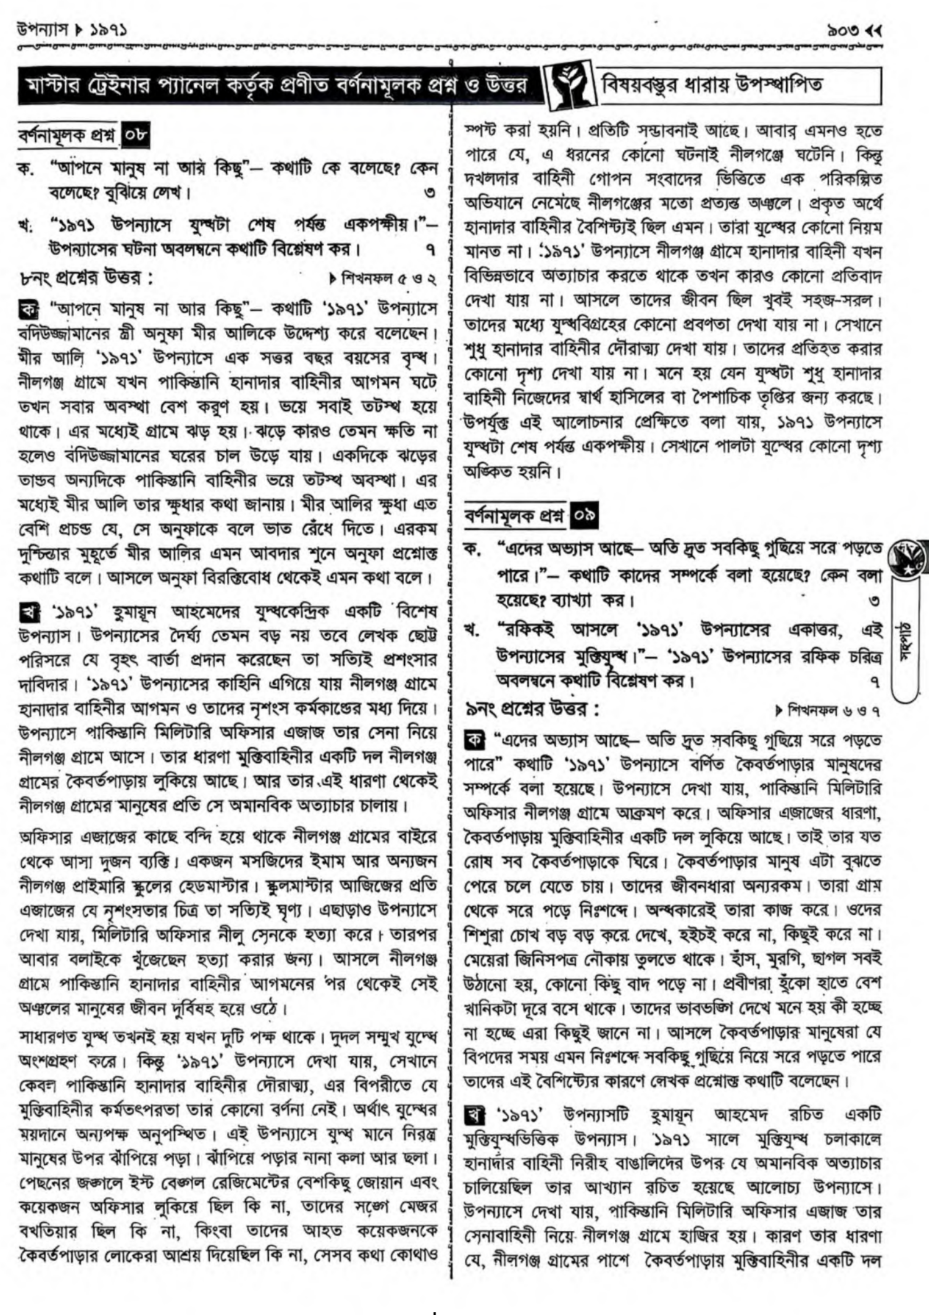 উপন্যাস ▶ ১৯৭১
৯০৩ ◀◀
মাস্টার ট্রেইনার প্যানেল কর্তৃক প্রণীত বর্ণনামূলক প্রশ্ন ও উত্তর
বিষয়বস্তুর ধারায় উপস্থাপিত
বর্ণনামূলক প্রশ্ন ০৮
ক. “আপনে মানুষ না আর কিছু”– কথাটি কে বলেছে? কেন
বলেছে? বুঝিয়ে লেখ। ৩
খ. “১৯৭১ উপন্যাসে যুদ্ধটা শেষ পর্যন্ত একপক্ষীয়।”–
উপন্যাসের ঘটনা অবলম্বনে কথাটি বিশ্লেষণ কর। ৭
৮নং প্রশ্নের উত্তর : ▶ শিখনফল ৫ ও ২
ক “আপনে মানুষ না আর কিছু”– কথাটি ‘১৯৭১’ উপন্যাসে
বদিউজ্জামানের স্ত্রী অনুফা মীর আলিকে উদ্দেশ্য করে বলেছেন।
মীর আলি ‘১৯৭১’ উপন্যাসে এক সত্তর বছর বয়সের বৃদ্ধ।
নীলগঞ্জ গ্রামে যখন পাকিস্তানি হানাদার বাহিনীর আগমন ঘটে
তখন সবার অবস্থা বেশ করুণ হয়। ভয়ে সবাই তটস্থ হয়ে
থাকে। এর মধ্যেই গ্রামে ঝড় হয়। ঝড়ে কারও তেমন ক্ষতি না
হলেও বদিউজ্জামানের ঘরের চাল উড়ে যায়। একদিকে ঝড়ের
তান্ডব অন্যদিকে পাকিস্তানি বাহিনীর ভয়ে তটস্থ অবস্থা। এর
মধ্যেই মীর আলি তার ক্ষুধার কথা জানায়। মীর আলির ক্ষুধা এত
বেশি প্রচন্ড যে, সে অনুফাকে বলে ভাত রেঁধে দিতে। এরকম
দুশ্চিন্তার মুহূর্তে মীর আলির এমন আবদার শুনে অনুফা প্রশ্নোক্ত
কথাটি বলে। আসলে অনুফা বিরক্তিবোধ থেকেই এমন কথা বলে।
খ ‘১৯৭১’ হুমায়ূন আহমেদের যুদ্ধকেন্দ্রিক একটি বিশেষ
উপন্যাস। উপন্যাসের দৈর্ঘ্য তেমন বড় নয় তবে লেখক ছোট্ট
পরিসরে যে বৃহৎ বার্তা প্রদান করেছেন তা সত্যিই প্রশংসার
দাবিদার। ‘১৯৭১’ উপন্যাসের কাহিনি এগিয়ে যায় নীলগঞ্জ গ্রামে
হানাদার বাহিনীর আগমন ও তাদের নৃশংস কর্মকাণ্ডের মধ্য দিয়ে।
উপন্যাসে পাকিস্তানি মিলিটারি অফিসার এজাজ তার সেনা নিয়ে
নীলগঞ্জ গ্রামে আসে। তার ধারণা মুক্তিবাহিনীর একটি দল নীলগঞ্জ
গ্রামের কৈবর্তপাড়ায় লুকিয়ে আছে। আর তার এই ধারণা থেকেই
নীলগঞ্জ গ্রামের মানুষের প্রতি সে অমানবিক অত্যাচার চালায়।
অফিসার এজাজের কাছে বন্দি হয়ে থাকে নীলগঞ্জ গ্রামের বাইরে
থেকে আসা দুজন ব্যক্তি। একজন মসজিদের ইমাম আর অন্যজন
নীলগঞ্জ প্রাইমারি স্কুলের হেডমাস্টার। স্কুলমাস্টার আজিজের প্রতি
এজাজের যে নৃশংসতার চিত্র তা সত্যিই ঘৃণ্য। এছাড়াও উপন্যাসে
দেখা যায়, মিলিটারি অফিসার নীলু সেনকে হত্যা করে। তারপর
আবার বলাইকে খুঁজেছেন হত্যা করার জন্য। আসলে নীলগঞ্জ
গ্রামে পাকিস্তানি হানাদার বাহিনীর আগমনের পর থেকেই সেই
অঞ্চলের মানুষের জীবন দুর্বিষহ হয়ে ওঠে।
সাধারণত যুদ্ধ তখনই হয় যখন দুটি পক্ষ থাকে। দুদল সম্মুখ যুদ্ধে
অংশগ্রহণ করে। কিন্তু ‘১৯৭১’ উপন্যাসে দেখা যায়, সেখানে
কেবল পাকিস্তানি হানাদার বাহিনীর দৌরাত্ম্য, এর বিপরীতে যে
মুক্তিবাহিনীর কর্মতৎপরতা তার কোনো বর্ণনা নেই। অর্থাৎ যুদ্ধের
ময়দানে অন্যপক্ষ অনুপস্থিত। এই উপন্যাসে যুদ্ধ মানে নিরস্ত্র
মানুষের উপর ঝাঁপিয়ে পড়া। ঝাঁপিয়ে পড়ার নানা কলা আর ছলা।
পেছনের জঙ্গলে ইস্ট বেঙ্গল রেজিমেন্টের বেশকিছু জোয়ান এবং
কয়েকজন অফিসার লুকিয়ে ছিল কি না, তাদের সঙ্গে মেজর
বখতিয়ার ছিল কি না, কিংবা তাদের আহত কয়েকজনকে
কৈবর্তপাড়ার লোকেরা আশ্রয় দিয়েছিল কি না, সেসব কথা কোথাও
স্পষ্ট করা হয়নি। প্রতিটি সম্ভাবনাই আছে। আবার এমনও হতে
পারে যে, এ ধরনের কোনো ঘটনাই নীলগঞ্জে ঘটেনি। কিন্তু
দখলদার বাহিনী গোপন সংবাদের ভিত্তিতে এক পরিকল্পিত
অভিযানে নেমেছে নীলগঞ্জের মতো প্রত্যন্ত অঞ্চলে। প্রকৃত অর্থে
হানাদার বাহিনীর বৈশিষ্ট্যই ছিল এমন। তারা যুদ্ধের কোনো নিয়ম
মানত না। ‘১৯৭১’ উপন্যাসে নীলগঞ্জ গ্রামে হানাদার বাহিনী যখন
বিভিন্নভাবে অত্যাচার করতে থাকে তখন কারও কোনো প্রতিবাদ
দেখা যায় না। আসলে তাদের জীবন ছিল খুবই সহজ-সরল।
তাদের মধ্যে যুদ্ধবিগ্রহের কোনো প্রবণতা দেখা যায় না। সেখানে
শুধু হানাদার বাহিনীর দৌরাত্ম্য দেখা যায়। তাদের প্রতিহত করার
কোনো দৃশ্য দেখা যায় না। মনে হয় যেন যুদ্ধটা শুধু হানাদার
বাহিনী নিজেদের স্বার্থ হাসিলের বা পৈশাচিক তৃপ্তির জন্য করছে।
উপর্যুক্ত এই আলোচনার প্রেক্ষিতে বলা যায়, ১৯৭১ উপন্যাসে
যুদ্ধটা শেষ পর্যন্ত একপক্ষীয়। সেখানে পালটা যুদ্ধের কোনো দৃশ্য
অঙ্কিত হয়নি।
বর্ণনামূলক প্রশ্ন ০৯
ক. “এদের অভ্যাস আছে– অতি দ্রুত সবকিছু গুছিয়ে সরে পড়তে
পারে।”– কথাটি কাদের সম্পর্কে বলা হয়েছে? কেন বলা
হয়েছে? ব্যাখ্যা কর। ৩
খ. “রফিকই আসলে ‘১৯৭১’ উপন্যাসের একাত্তর, এই
উপন্যাসের মুক্তিযুদ্ধ।”– ‘১৯৭১’ উপন্যাসের রফিক চরিত্র
অবলম্বনে কথাটি বিশ্লেষণ কর। ৭
৯নং প্রশ্নের উত্তর : ▶ শিখনফল ৬ ও ৭
ক “এদের অভ্যাস আছে– অতি দ্রুত সবকিছু গুছিয়ে সরে পড়তে
পারে” কথাটি ‘১৯৭১’ উপন্যাসে বর্ণিত কৈবর্তপাড়ার মানুষদের
সম্পর্কে বলা হয়েছে। উপন্যাসে দেখা যায়, পাকিস্তানি মিলিটারি
অফিসার নীলগঞ্জ গ্রামে আক্রমণ করে। অফিসার এজাজের ধারণা,
কৈবর্তপাড়ায় মুক্তিবাহিনীর একটি দল লুকিয়ে আছে। তাই তার যত
রোষ সব কৈবর্তপাড়াকে ঘিরে। কৈবর্তপাড়ার মানুষ এটা বুঝতে
পেরে চলে যেতে চায়। তাদের জীবনধারা অন্যরকম। তারা গ্রাম
থেকে সরে পড়ে নিঃশব্দে। অন্ধকারেই তারা কাজ করে। ওদের
শিশুরা চোখ বড় বড় করে দেখে, হইচই করে না, কিছুই করে না।
মেয়েরা জিনিসপত্র নৌকায় তুলতে থাকে। হাঁস, মুরগি, ছাগল সবই
উঠানো হয়, কোনো কিছু বাদ পড়ে না। প্রবীণরা হুঁকো হাতে বেশ
খানিকটা দূরে বসে থাকে। তাদের ভাবভঙ্গি দেখে মনে হয় কী হচ্ছে
না হচ্ছে এরা কিছুই জানে না। আসলে কৈবর্তপাড়ার মানুষেরা যে
বিপদের সময় এমন নিঃশব্দে সবকিছু গুছিয়ে নিয়ে সরে পড়তে পারে
তাদের এই বৈশিষ্ট্যের কারণে লেখক প্রশ্নোক্ত কথাটি বলেছেন।
খ ‘১৯৭১’ উপন্যাসটি হুমায়ূন আহমেদ রচিত একটি
মুক্তিযুদ্ধভিত্তিক উপন্যাস। ১৯৭১ সালে মুক্তিযুদ্ধ চলাকালে
হানাদার বাহিনী নিরীহ বাঙালিদের উপর যে অমানবিক অত্যাচার
চালিয়েছিল তার আখ্যান রচিত হয়েছে আলোচ্য উপন্যাসে।
উপন্যাসে দেখা যায়, পাকিস্তানি মিলিটারি অফিসার এজাজ তার
সেনাবাহিনী নিয়ে নীলগঞ্জ গ্রামে হাজির হয়। কারণ তার ধারণা
যে, নীলগঞ্জ গ্রামের পাশে কৈবর্তপাড়ায় মুক্তিবাহিনীর একটি দল
সহপাঠ